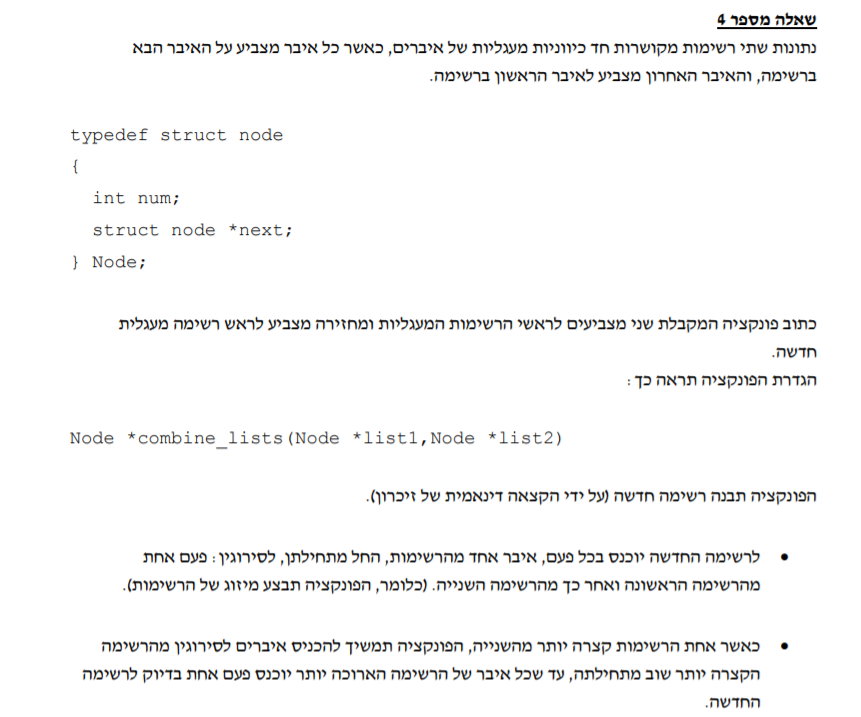 שאלה מספר 4
נתונות שתי רשימות מקושרות חד כיווניות מעגליות של איברים, כאשר כל איבר מצביע על האיבר הבא
ברשימה, והאיבר האחרון מצביע לאיבר הראשון ברשימה.
typedef struct node
{
int num;
struct node *next;
} Node;
כתוב פונקציה המקבלת שני מצביעים לראשי הרשימות המעגליות ומחזירה מצביע לראש רשימה מעגלית
חדשה.
הגדרת הפונקציה תראה כך :
Node *combine_lists(Node *list1,Node *list2)
הפונקציה תבנה רשימה חדשה (על ידי הקצאה דינאמית של זיכרון).
• לרשימה החדשה יוכנס בכל פעם, איבר אחד מהרשימות, החל מתחילתן, לסירוגין : פעם אחת
מהרשימה הראשונה ואחר כך מהרשימה השנייה. (כלומר, הפונקציה תבצע מיזוג של הרשימות).
• כאשר אחת הרשימות קצרה יותר מהשנייה, הפונקציה תמשיך להכניס איברים לסירוגין מהרשימה
הקצרה יותר שוב מתחילתה, עד שכל איבר של הרשימה הארוכה יותר יוכנס פעם אחת בדיוק לרשימה
החדשה.